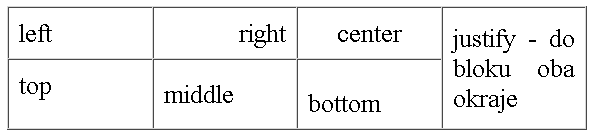 left
right
center
justify - do
bloku oba
okraje
top
middle
bottom